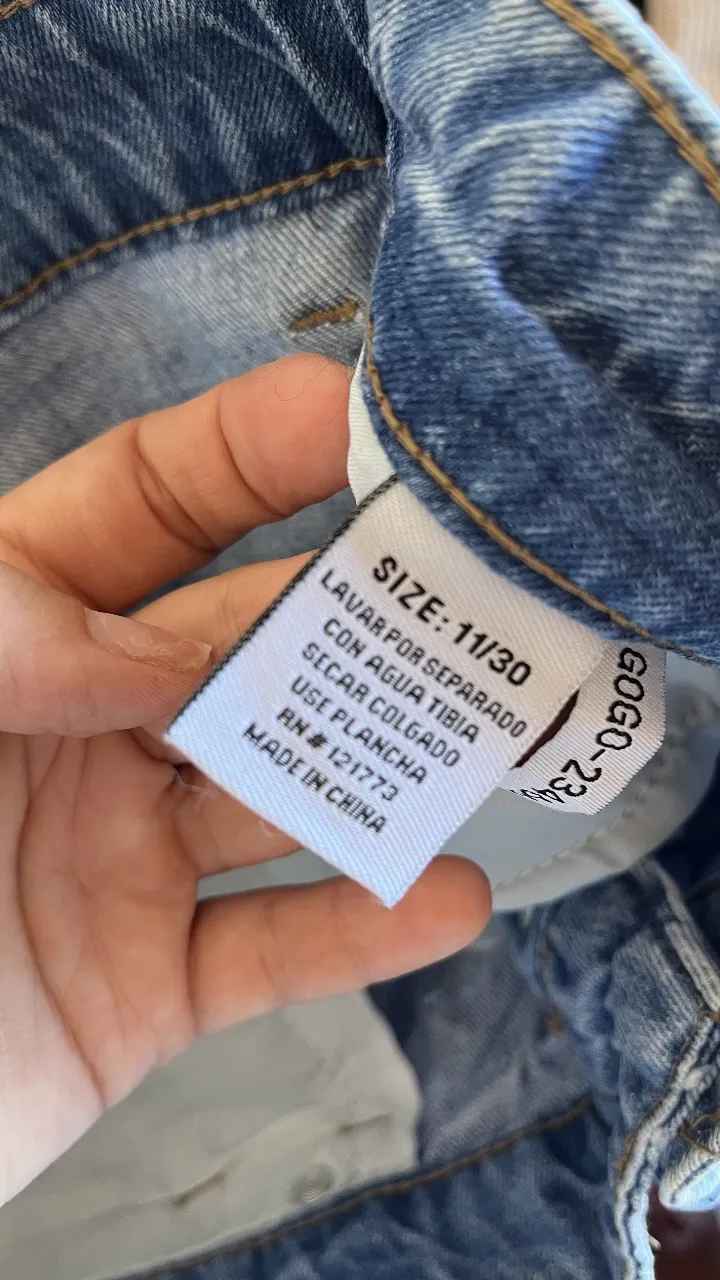 SIZE: 11/30
LAVAR POR SEPARADO
CON AGUA TIBIA
SECAR COLGADO
USE PLANCHA
RN# 121773
MADE IN CHINA
GOGO-234